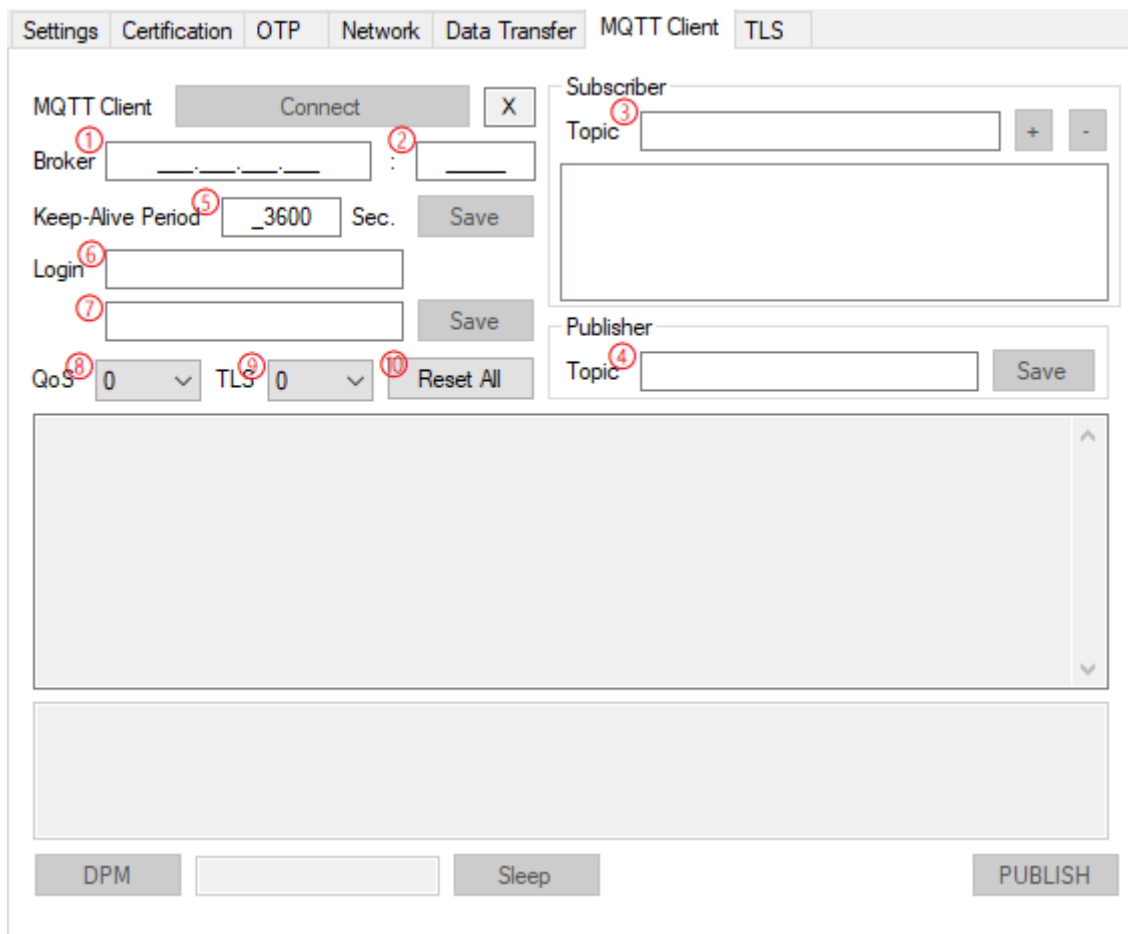 Settings Certification OTP Network Data Transfer MQTT Client TLS
MQTT Client Connect X
① Broker ___.___.___.___ : ② _____
Keep-Alive Period ⑤ _3600 Sec. Save
Login ⑥
⑦ Save
QoS ⑧ 0 TLS ⑨ 0 ⑩ Reset All
Subscriber
Topic ③ + -
Publisher
Topic ④ Save
DPM Sleep PUBLISH